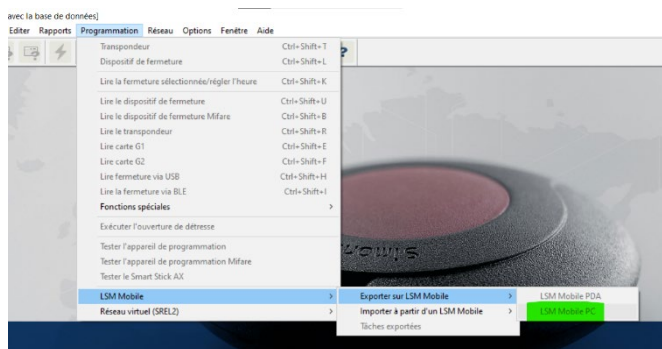 avec la base de données]
Editer Rapports Programmation Réseau Options Fenêtre Aide
Transpondeur Ctrl+Shift+T
Dispositif de fermeture Ctrl+Shift+L
Lire la fermeture sélectionnée/régler l'heure Ctrl+Shift+K
Lire le dispositif de fermeture Ctrl+Shift+U
Lire le dispositif de fermeture Mifare Ctrl+Shift+B
Lire le transpondeur Ctrl+Shift+R
Lire carte G1 Ctrl+Shift+E
Lire carte G2 Ctrl+Shift+F
Lire fermeture via USB Ctrl+Shift+H
Lire la fermeture via BLE Ctrl+Shift+I
Fonctions spéciales >
Exécuter l'ouverture de détresse
Tester l'appareil de programmation
Tester l'appareil de programmation Mifare
Tester le Smart Stick AX
LSM Mobile > Exporter sur LSM Mobile > LSM Mobile PDA
Réseau virtuel (SREL2) > Importer à partir d'un LSM Mobile > LSM Mobile PC
Tâches exportées